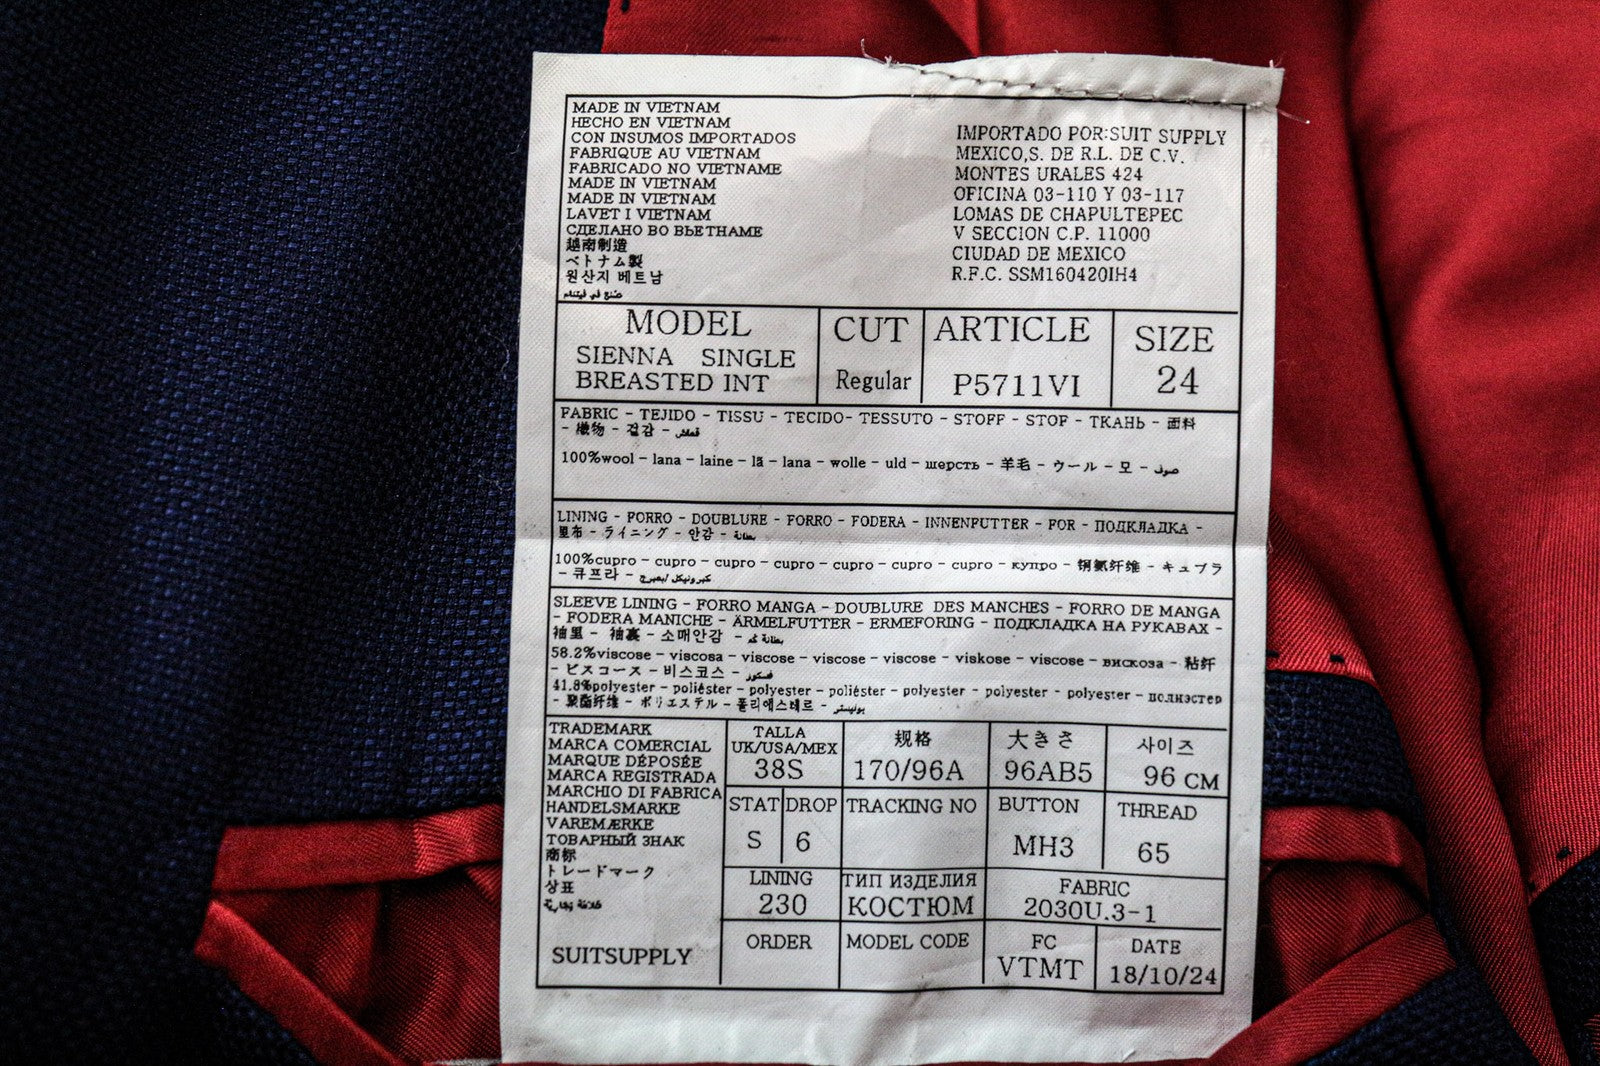 MADE IN VIETNAM
HECHO EN VIETNAM
CON INSUMOS IMPORTADOS
FABRIQUE AU VIETNAM
FABRICADO NO VIETNAME
MADE IN VIETNAM
MADE IN VIETNAM
LAVET I VIETNAM
СДЕЛАНО ВО ВЬЕТНАМЕ
越南制造
ベトナム製
원산지 베트남
صنع في فيتنام
IMPORTADO POR:SUIT SUPPLY
MEXICO,S. DE R.L. DE C.V.
MONTES URALES 424
OFICINA 03-110 Y 03-117
LOMAS DE CHAPULTEPEC
V SECCION C.P. 11000
CIUDAD DE MEXICO
R.F.C. SSM160420IH4
MODEL
SIENNA SINGLE
BREASTED INT
CUT
Regular
ARTICLE
P5711VI
SIZE
24
FABRIC - TEJIDO - TISSU - TECIDO- TESSUTO - STOFF - STOF - ТКАНЬ - 面料
- 織物 - 겉감 - قماش
100%wool - lana - laine - lã - lana - wolle - uld - шерсть - 羊毛 - ウール - 모 - صوف
LINING - FORRO - DOUBLURE - FORRO - FODERA - INNENFUTTER - FOR - ПОДКЛАДКА -
里布 - ライニング - 안감 - بطانة
100%cupro - cupro - cupro - cupro - cupro - cupro - cupro - купро - 铜氨纤维 - キュプラ
- 큐프라 -
SLEEVE LINING - FORRO MANGA - DOUBLURE DES MANCHES - FORRO DE MANGA
- FODERA MANICHE - ÄRMELFUTTER - ERMEFORING - ПОДКЛАДКА НА РУКАВАХ -
袖里 - 袖裏 - 소매안감 - بطانة كم
58.2%viscose - viscosa - viscose - viscose - viscose - viskose - viscose - вискоза - 粘纤
- ビスコース - 비스코스 - فسكوز
41.8%polyester - poliéster - polyester - poliéster - polyester - polyester - polyester - полиэстер
- 聚酯纤维 - ポリエステル - 폴리에스테르 - بوليستر
TRADEMARK
MARCA COMERCIAL
MARQUE DÉPOSÉE
MARCA REGISTRADA
MARCHIO DI FABRICA
HANDELSMARKE
VAREMÆRKE
ТОВАРНЫЙ ЗНАК
商标
トレードマーク
상표
علامة تجارية
SUITSUPPLY
TALLA
UK/USA/MEX
38S
规格
170/96A
大きさ
96AB5
사이즈
96 CM
STAT
S
DROP
6
TRACKING NO
BUTTON
MH3
THREAD
65
LINING
230
ТИП ИЗДЕЛИЯ
КОСТЮМ
FABRIC
2030U.3-1
ORDER
MODEL CODE
FC
VTMT
DATE
18/10/24